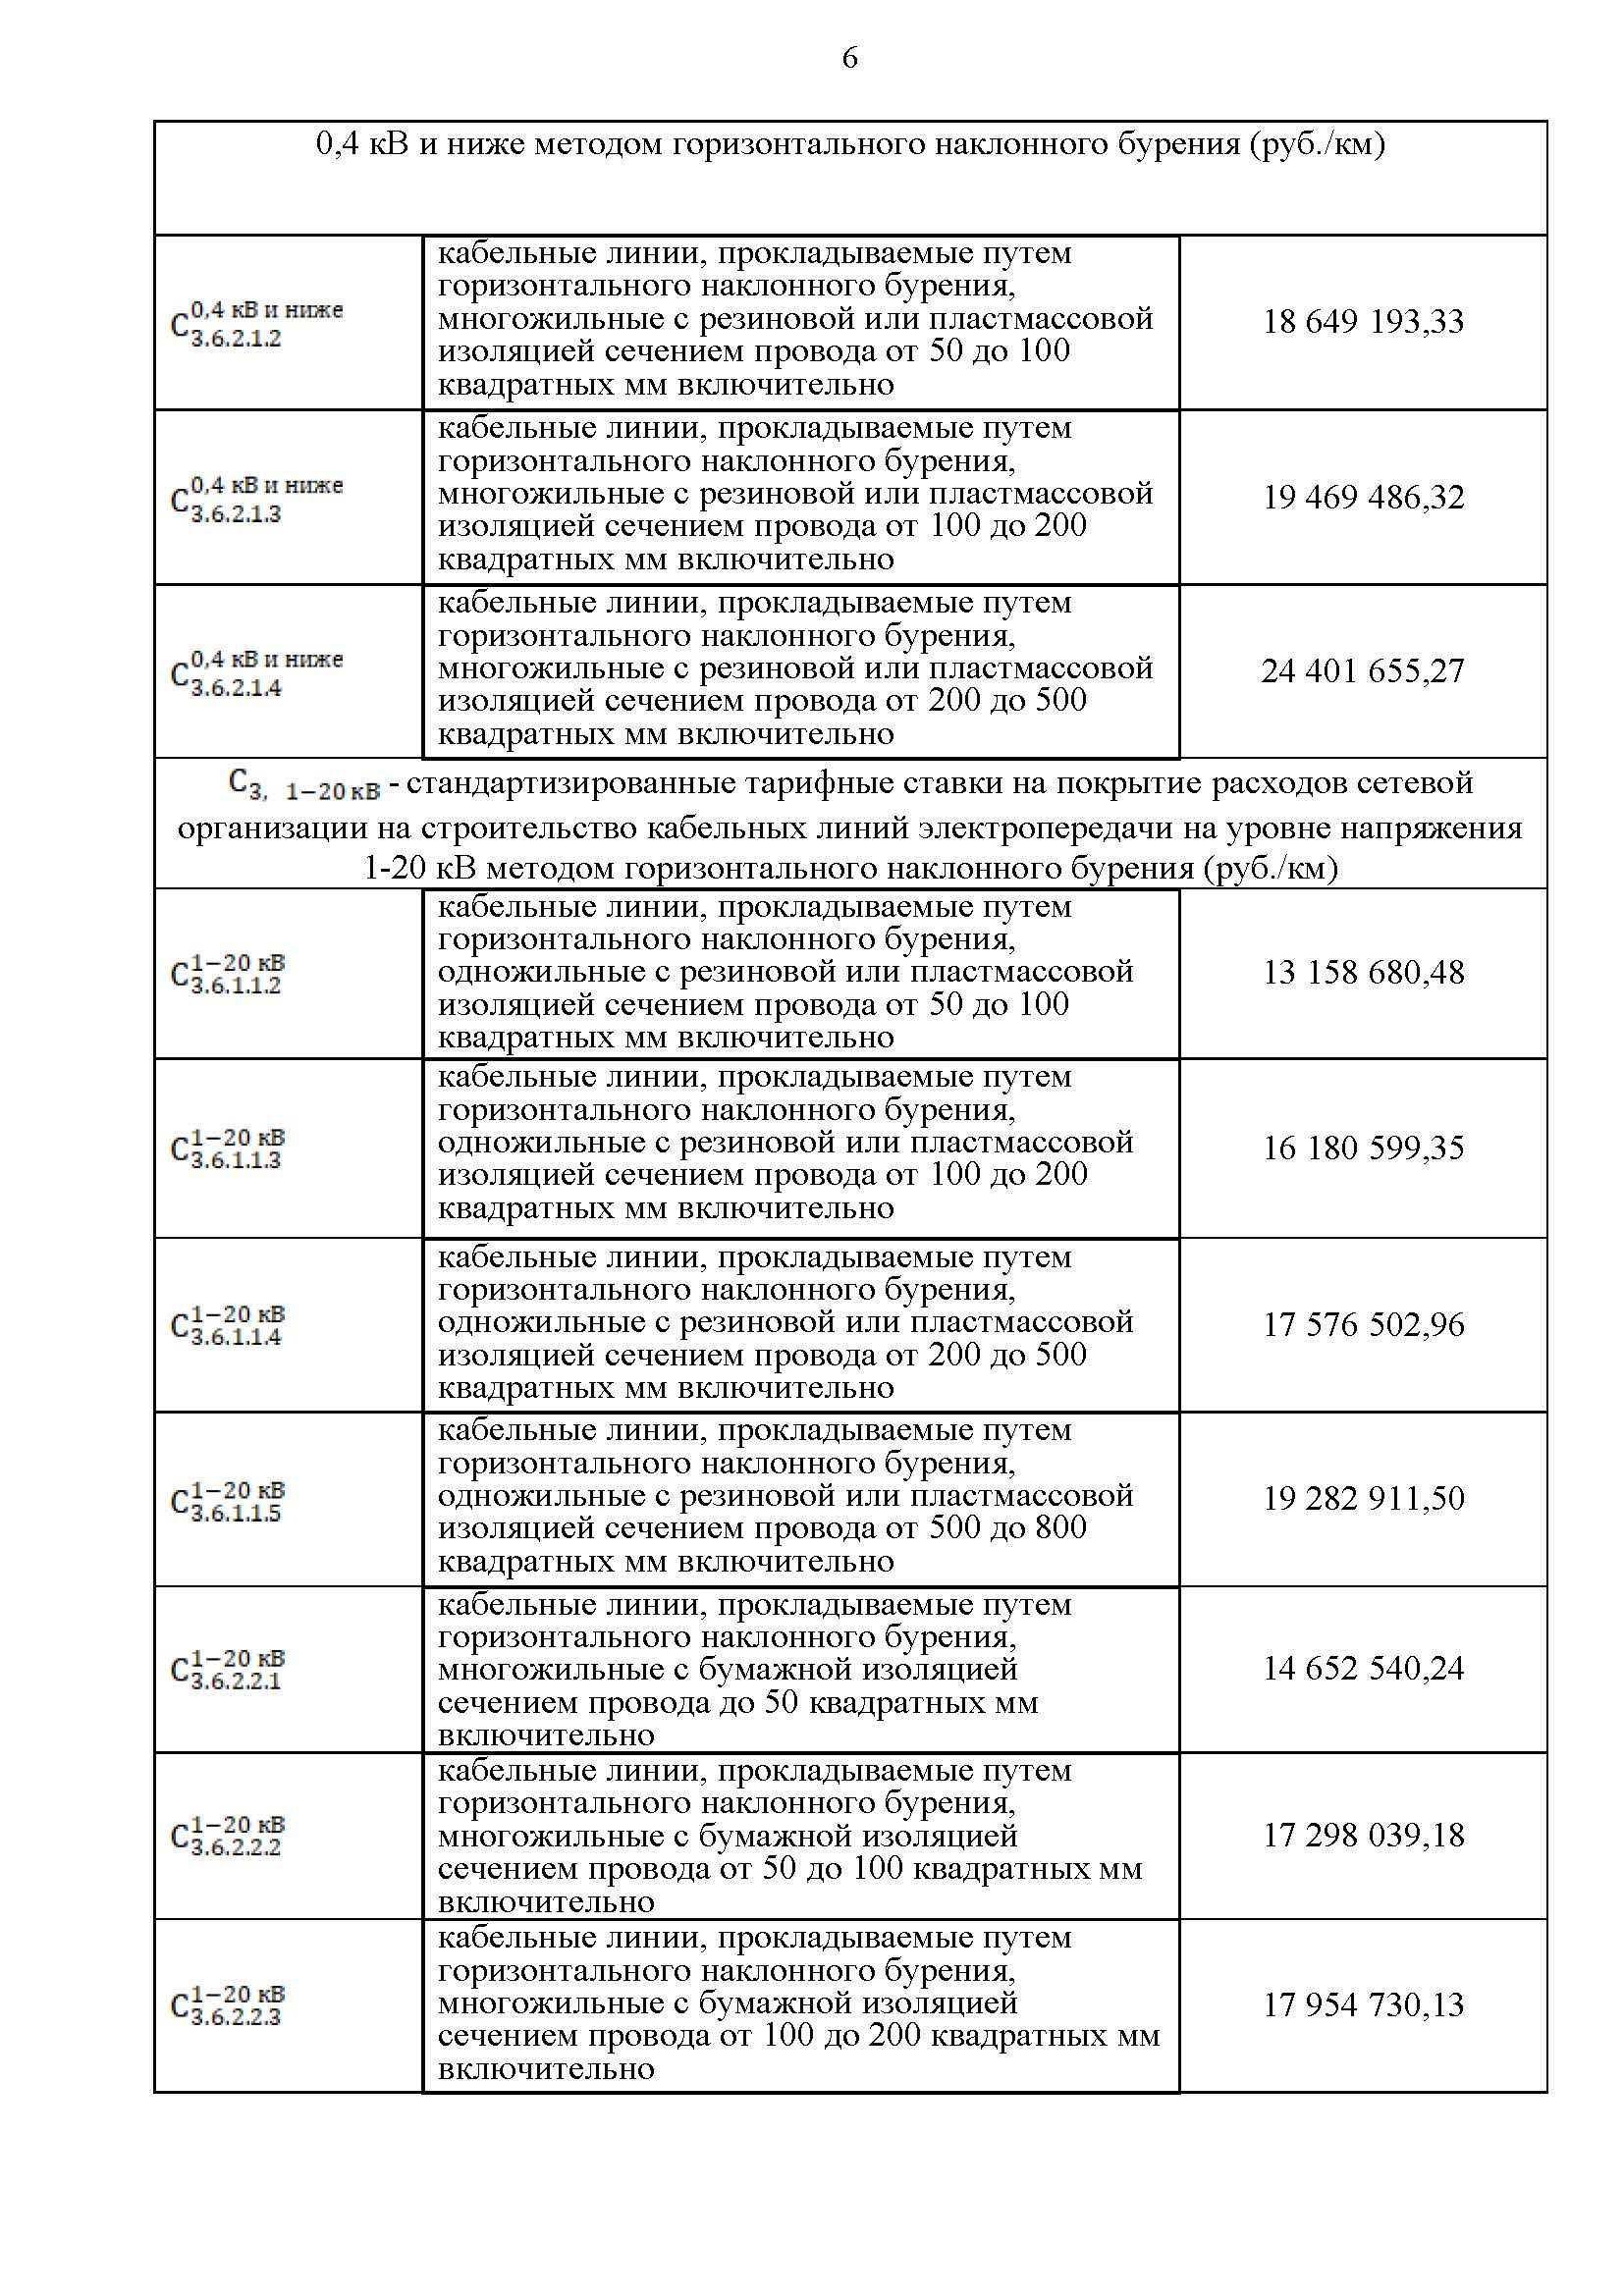 6
0,4 кВ и ниже методом горизонтального наклонного бурения (руб./км)
С 0,4 кВ и ниже 3.6.2.1.2
кабельные линии, прокладываемые путем
горизонтального наклонного бурения,
многожильные с резиновой или пластмассовой
изоляцией сечением провода от 50 до 100
квадратных мм включительно
18 649 193,33
С 0,4 кВ и ниже 3.6.2.1.3
кабельные линии, прокладываемые путем
горизонтального наклонного бурения,
многожильные с резиновой или пластмассовой
изоляцией сечением провода от 100 до 200
квадратных мм включительно
19 469 486,32
С 0,4 кВ и ниже 3.6.2.1.4
кабельные линии, прокладываемые путем
горизонтального наклонного бурения,
многожильные с резиновой или пластмассовой
изоляцией сечением провода от 200 до 500
квадратных мм включительно
24 401 655,27
С3, 1−20 кВ - стандартизированные тарифные ставки на покрытие расходов сетевой
организации на строительство кабельных линий электропередачи на уровне напряжения
1-20 кВ методом горизонтального наклонного бурения (руб./км)
С 1−20 кВ 3.6.1.1.2
кабельные линии, прокладываемые путем
горизонтального наклонного бурения,
одножильные с резиновой или пластмассовой
изоляцией сечением провода от 50 до 100
квадратных мм включительно
13 158 680,48
С 1−20 кВ 3.6.1.1.3
кабельные линии, прокладываемые путем
горизонтального наклонного бурения,
одножильные с резиновой или пластмассовой
изоляцией сечением провода от 100 до 200
квадратных мм включительно
16 180 599,35
С 1−20 кВ 3.6.1.1.4
кабельные линии, прокладываемые путем
горизонтального наклонного бурения,
одножильные с резиновой или пластмассовой
изоляцией сечением провода от 200 до 500
квадратных мм включительно
17 576 502,96
С 1−20 кВ 3.6.1.1.5
кабельные линии, прокладываемые путем
горизонтального наклонного бурения,
одножильные с резиновой или пластмассовой
изоляцией сечением провода от 500 до 800
квадратных мм включительно
19 282 911,50
С 1−20 кВ 3.6.2.2.1
кабельные линии, прокладываемые путем
горизонтального наклонного бурения,
многожильные с бумажной изоляцией
сечением провода до 50 квадратных мм
включительно
14 652 540,24
С 1−20 кВ 3.6.2.2.2
кабельные линии, прокладываемые путем
горизонтального наклонного бурения,
многожильные с бумажной изоляцией
сечением провода от 50 до 100 квадратных мм
включительно
17 298 039,18
С 1−20 кВ 3.6.2.2.3
кабельные линии, прокладываемые путем
горизонтального наклонного бурения,
многожильные с бумажной изоляцией
сечением провода от 100 до 200 квадратных мм
включительно
17 954 730,13